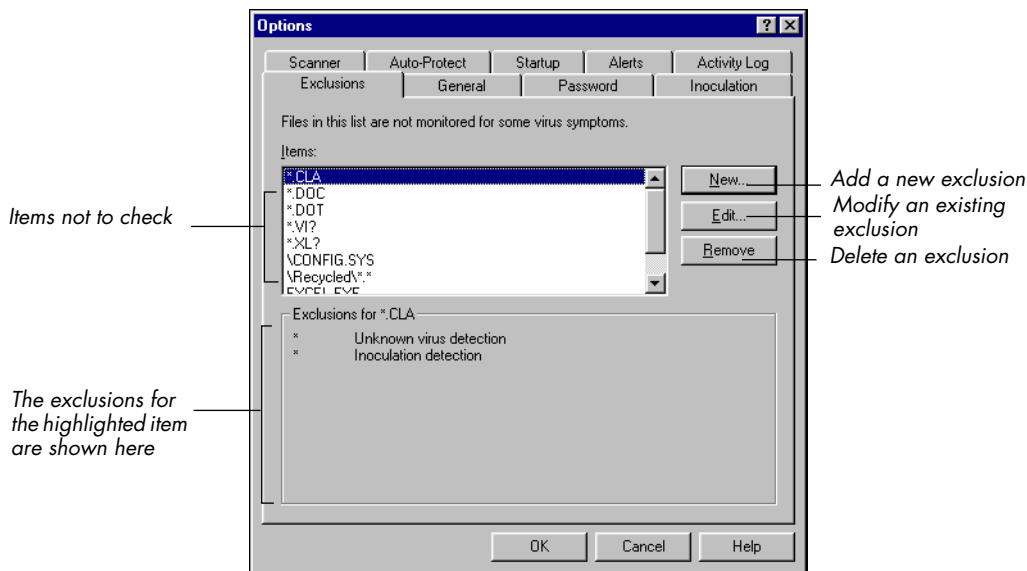 Options
Scanner Auto-Protect Startup Alerts Activity Log
Exclusions General Password Inoculation
Files in this list are not monitored for some virus symptoms.
Items:
*.CLA
*.DOC
*.DOT
*.VI?
*.XL?
\CONFIG.SYS
\Recycled\*.*
EXCEL.EXE
New...
Edit...
Remove
Items not to check
Add a new exclusion
Modify an existing
exclusion
Delete an exclusion
Exclusions for *.CLA
* Unknown virus detection
* Inoculation detection
The exclusions for
the highlighted item
are shown here
OK Cancel Help